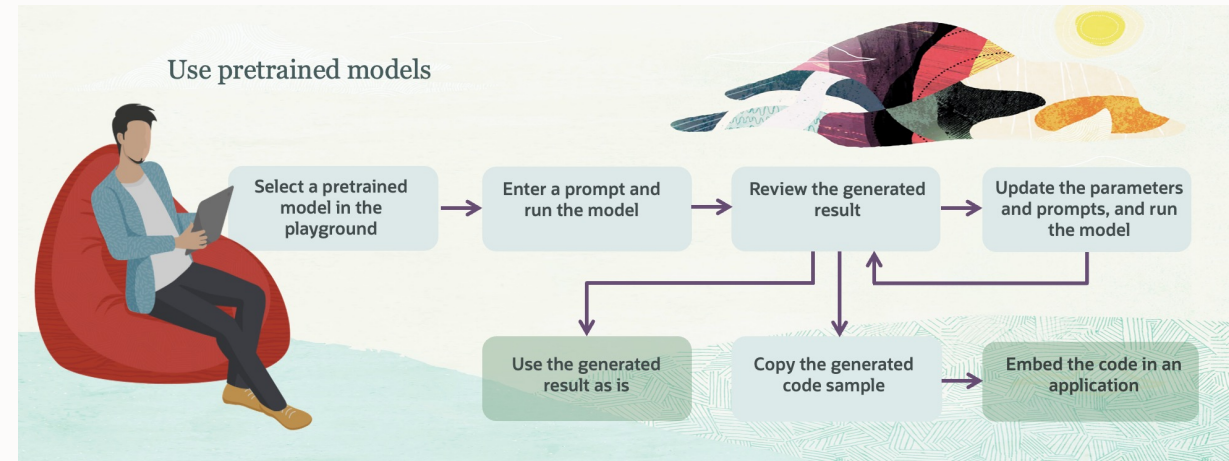 Use pretrained models
Select a pretrained
model in the
playground
Enter a prompt and
run the model
Review the generated
result
Update the parameters
and prompts, and run
the model
Use the generated
result as is
Copy the generated
code sample
Embed the code in an
application